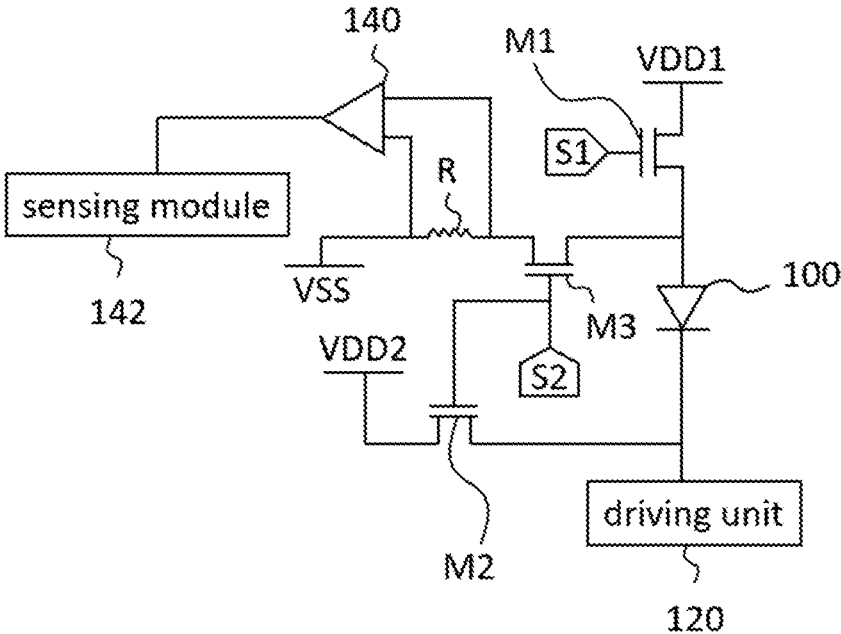 140
M1
VDD1
S1
R
sensing module
VSS
100
142
M3
VDD2
S2
driving unit
M2
120